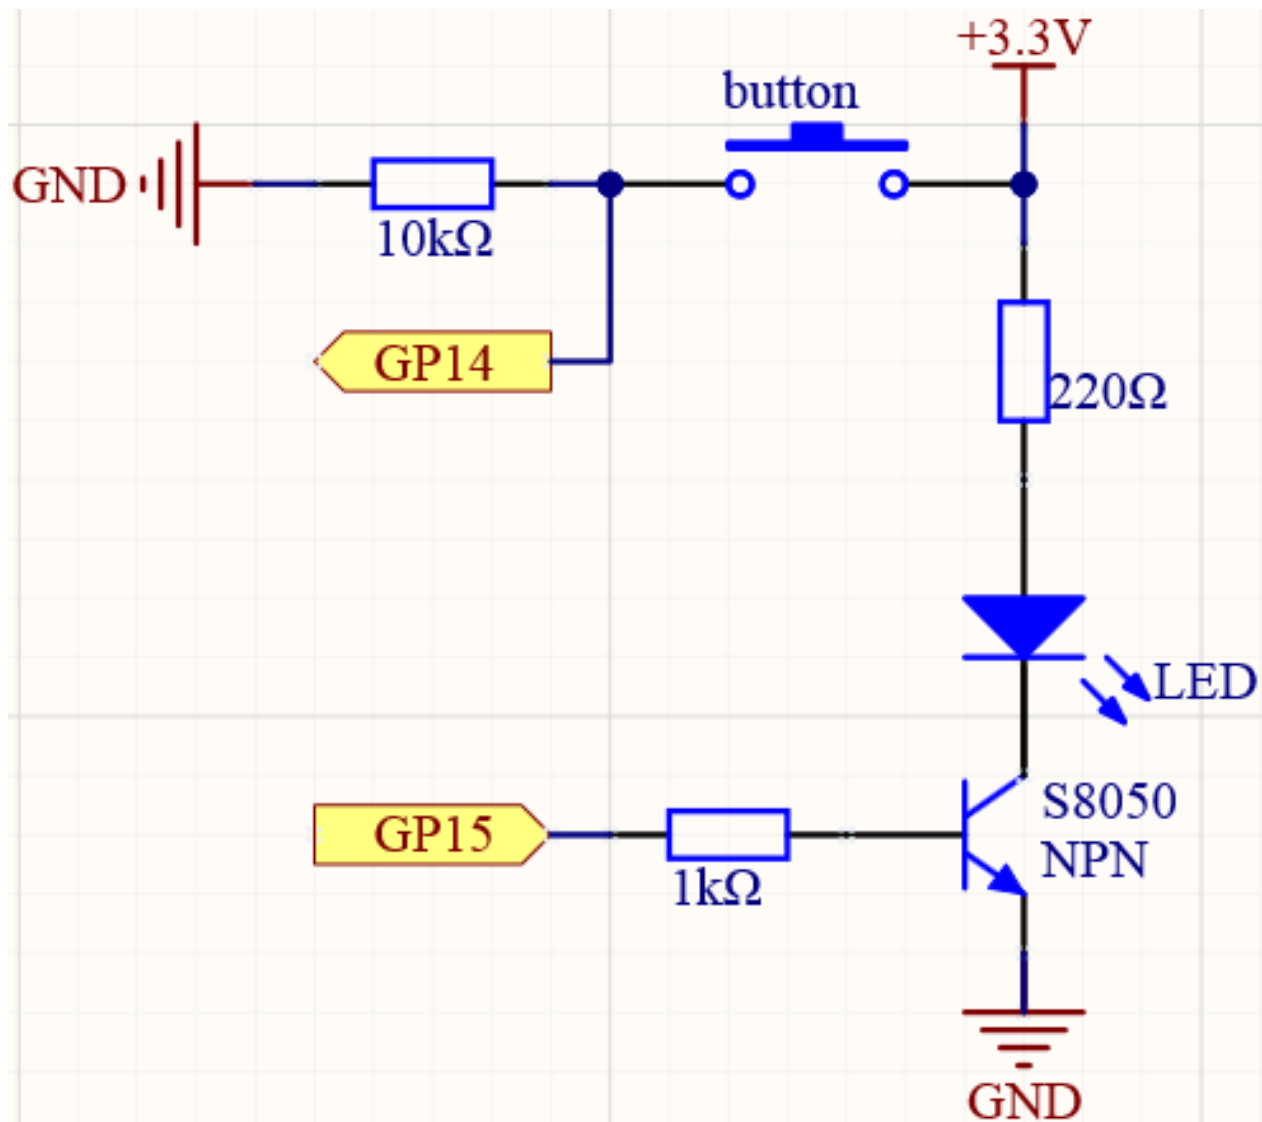 +3.3V
button
GND
10kΩ
GP14
220Ω
LED
S8050
NPN
GP15
1kΩ
GND